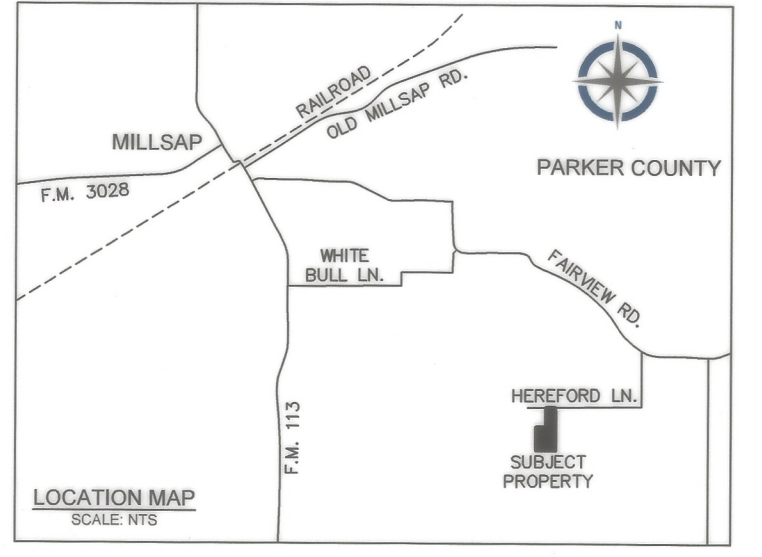 N
RAILROAD
OLD MILLSAP RD.
MILLSAP
PARKER COUNTY
F.M. 3028
WHITE
BULL LN.
FAIRVIEW RD.
HEREFORD LN.
F.M. 113
SUBJECT
PROPERTY
LOCATION MAP
SCALE: NTS